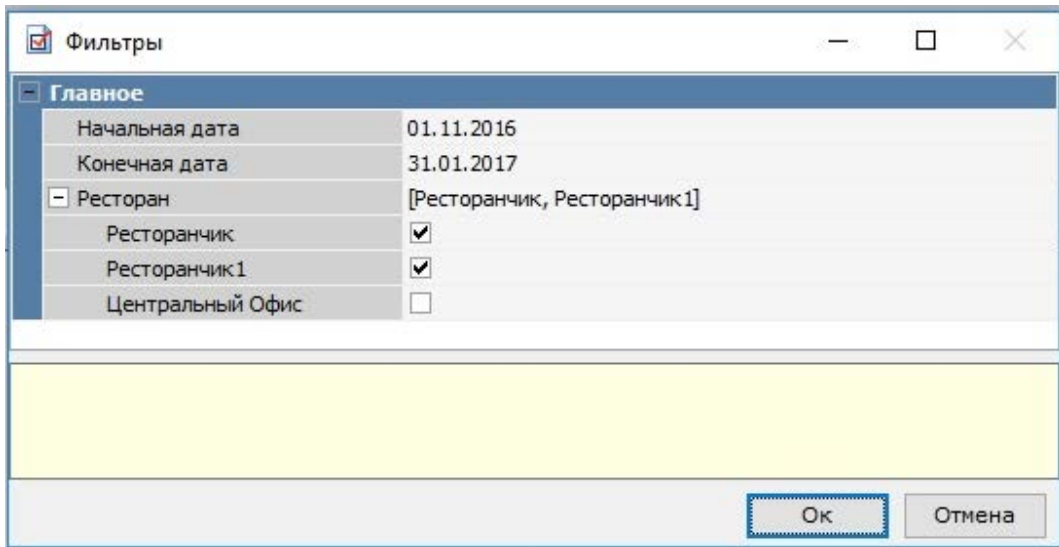 Фильтры
Главное
Начальная дата 01.11.2016
Конечная дата 31.01.2017
Ресторан [Ресторанчик, Ресторанчик1]
Ресторанчик
Ресторанчик1
Центральный Офис
Ок Отмена